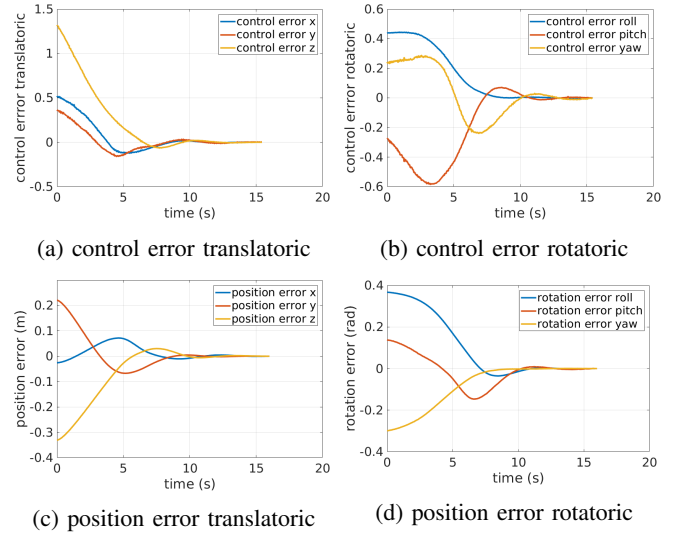 control error translatoric
1.5
1
0.5
0
-0.5
0
5
10
15
20
time (s)
control error x
control error y
control error z
(a) control error translatoric
control errror rotatoric
0.6
0.4
0.2
0
-0.2
-0.4
-0.6
0
5
10
15
20
time (s)
control error roll
control error pitch
control error yaw
(b) control error rotatoric
position error (m)
0.2
0.1
0
-0.1
-0.2
-0.3
-0.4
0
5
10
15
20
time (s)
position error x
position error y
position error z
(c) position error translatoric
rotation error (rad)
0.4
0.2
0
-0.2
-0.4
0
5
10
15
20
time (s)
rotation error roll
rotation error pitch
rotation error yaw
(d) position error rotatoric